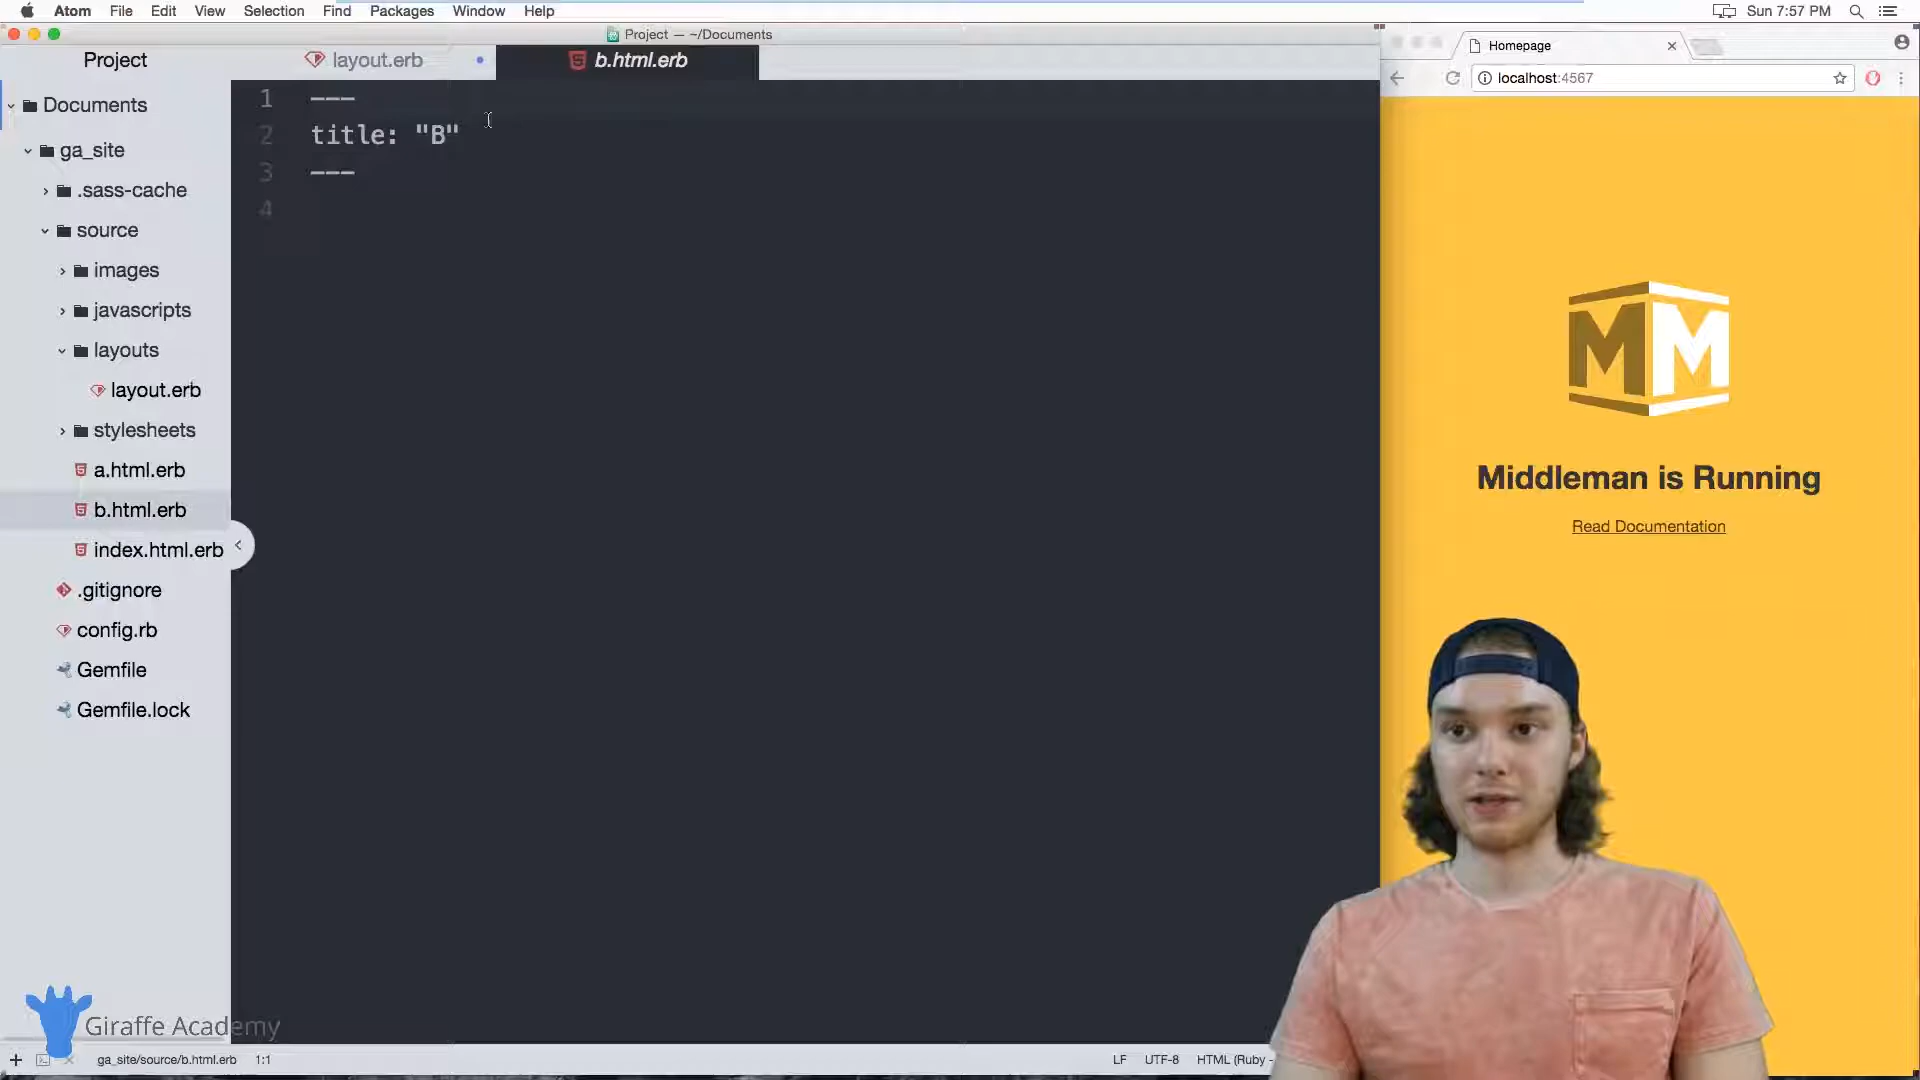 Atom File Edit View Selection Find Packages Window Help Sun 7:57 PM
Project — ~/Documents
Project
layout.erb
b.html.erb
Documents
ga_site
.sass-cache
source
images
javascripts
layouts
layout.erb
stylesheets
a.html.erb
b.html.erb
index.html.erb
.gitignore
config.rb
Gemfile
Gemfile.lock
1 ---
2 title: "B"
3 ---
4
Homepage
localhost:4567
MM
Middleman is Running
Read Documentation
Giraffe Academy
ga_site/source/b.html.erb 1:1 LF UTF-8 HTML (Ruby -